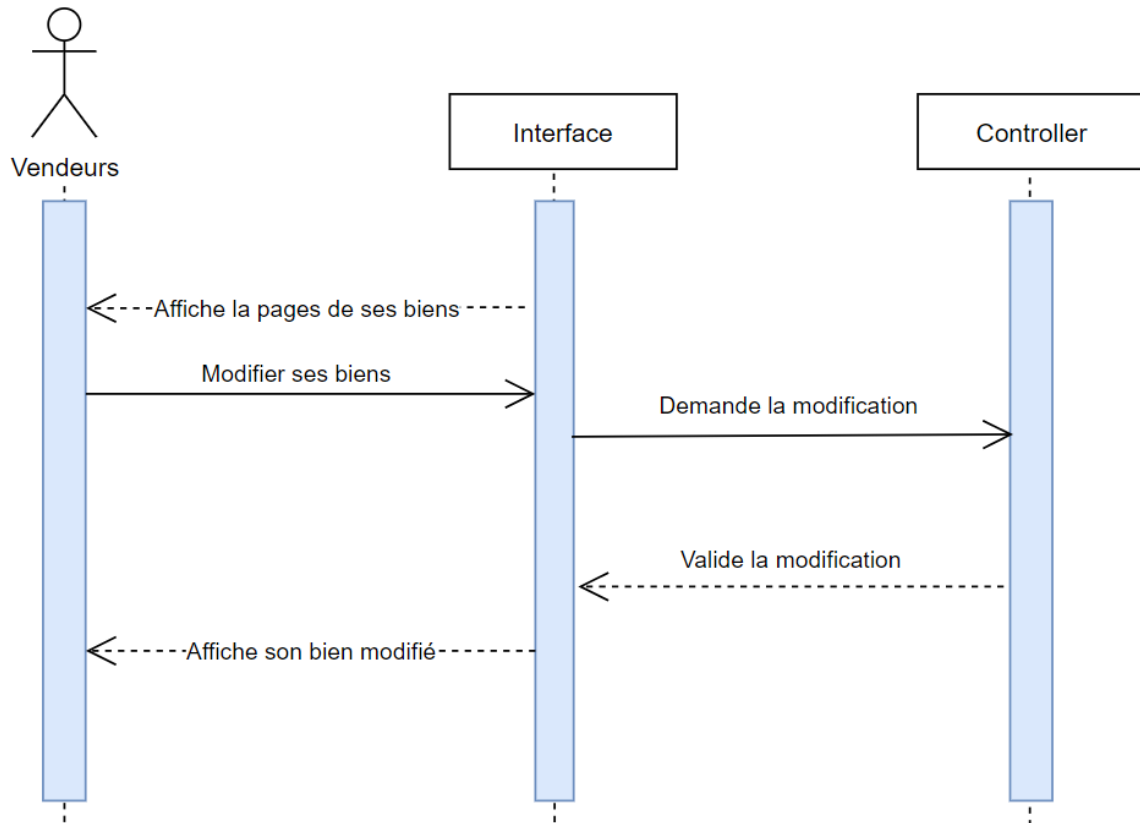 Vendeurs
Interface
Controller
Affiche la pages de ses biens
Modifier ses biens
Demande la modification
Valide la modification
Affiche son bien modifié